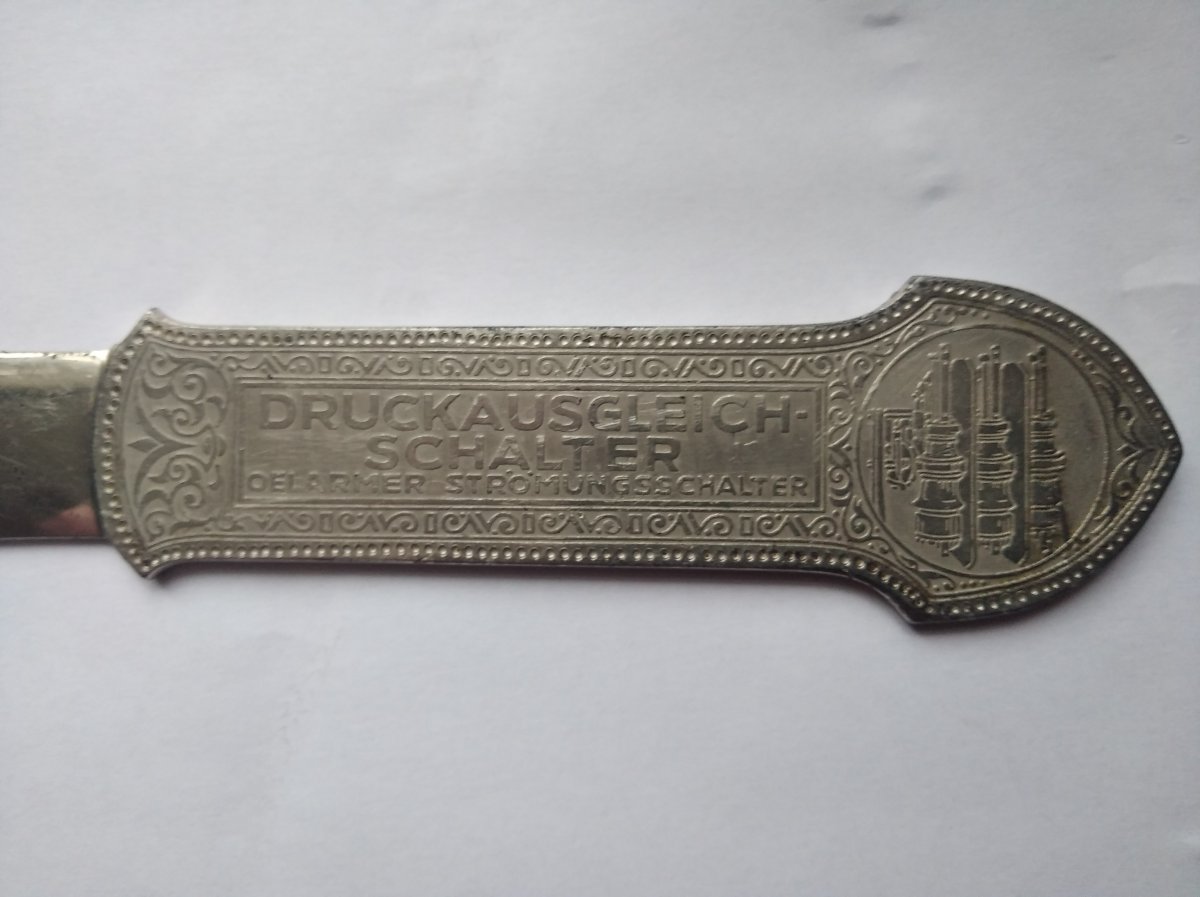 DRUCKAUSGLEICH-
SCHALTER
OELARMER STRÖMUNGSSCHALTER